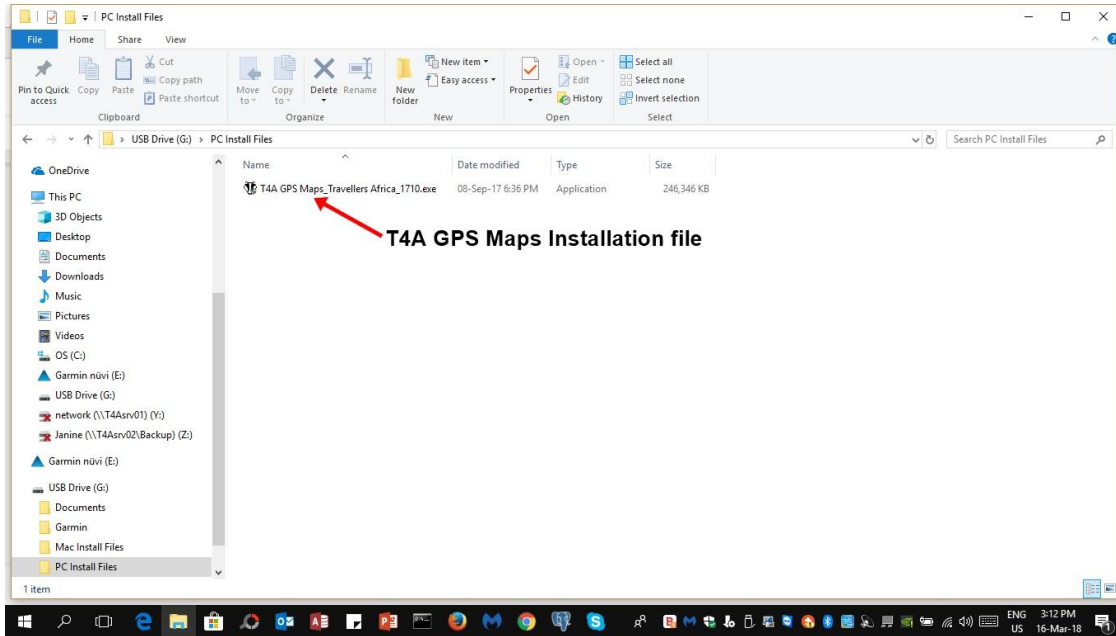 PC Install Files
File Home Share View
Pin to Quick access
Copy
Paste
Cut
Copy path
Paste shortcut
Clipboard
Move to
Copy to
Delete
Rename
Organize
New folder
New item
Easy access
New
Properties
Open
Edit
History
Open
Select all
Select none
Invert selection
Select
USB Drive (G:) > PC Install Files
Search PC Install Files
Name Date modified Type Size
T4A GPS Maps_Travellers Africa_1710.exe 08-Sep-17 6:36 PM Application 246,346 KB
T4A GPS Maps Installation file
OneDrive
This PC
3D Objects
Desktop
Documents
Downloads
Music
Pictures
Videos
OS (C:)
Garmin nüvi (E:)
USB Drive (G:)
network (\\T4Asrv01) (Y:)
Janine (\\T4Asrv02\Backup) (Z:)
Garmin nüvi (E:)
USB Drive (G:)
Documents
Garmin
Mac Install Files
PC Install Files
1 item
ENG 3:12 PM
US 16-Mar-18